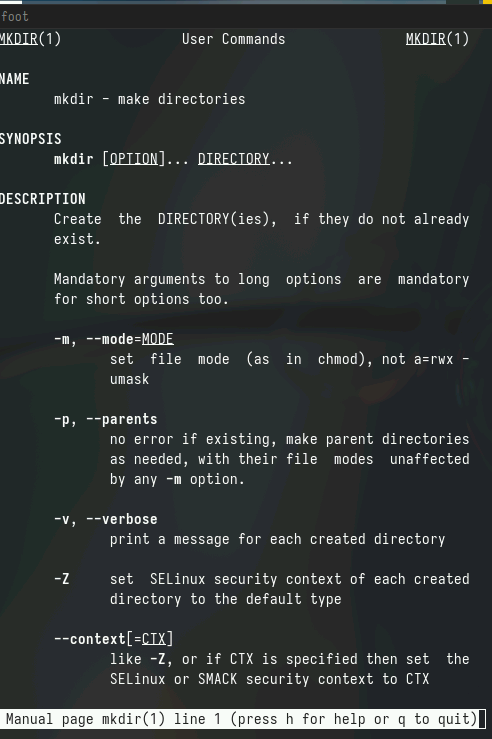 foot
MKDIR(1) User Commands MKDIR(1)
NAME
mkdir - make directories
SYNOPSIS
mkdir [OPTION]... DIRECTORY...
DESCRIPTION
Create the DIRECTORY(ies), if they do not already
exist.
Mandatory arguments to long options are mandatory
for short options too.
-m, --mode=MODE
set file mode (as in chmod), not a=rwx -
umask
-p, --parents
no error if existing, make parent directories
as needed, with their file modes unaffected
by any -m option.
-v, --verbose
print a message for each created directory
-Z set SELinux security context of each created
directory to the default type
--context[=CTX]
like -Z, or if CTX is specified then set the
SELinux or SMACK security context to CTX
Manual page mkdir(1) line 1 (press h for help or q to quit)